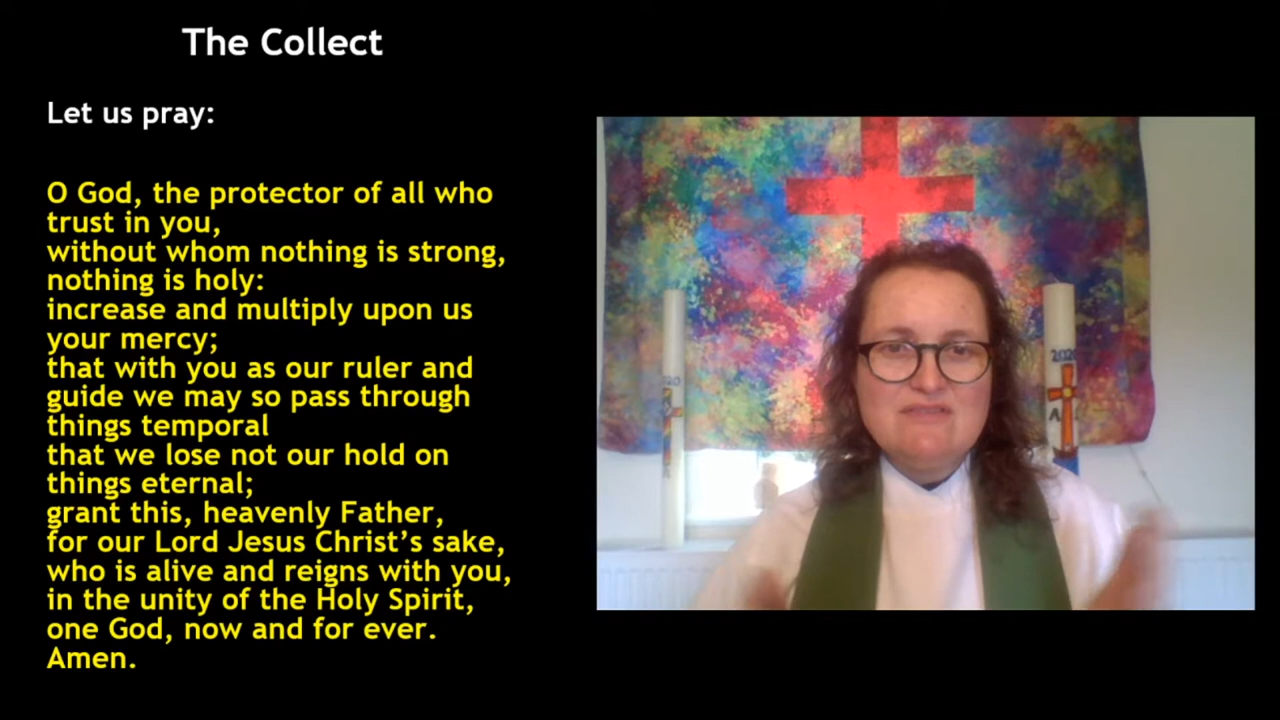 The Collect
Let us pray:
O God, the protector of all who
trust in you,
without whom nothing is strong,
nothing is holy:
increase and multiply upon us
your mercy;
that with you as our ruler and
guide we may so pass through
things temporal
that we lose not our hold on
things eternal;
grant this, heavenly Father,
for our Lord Jesus Christ’s sake,
who is alive and reigns with you,
in the unity of the Holy Spirit,
one God, now and for ever.
Amen.
A